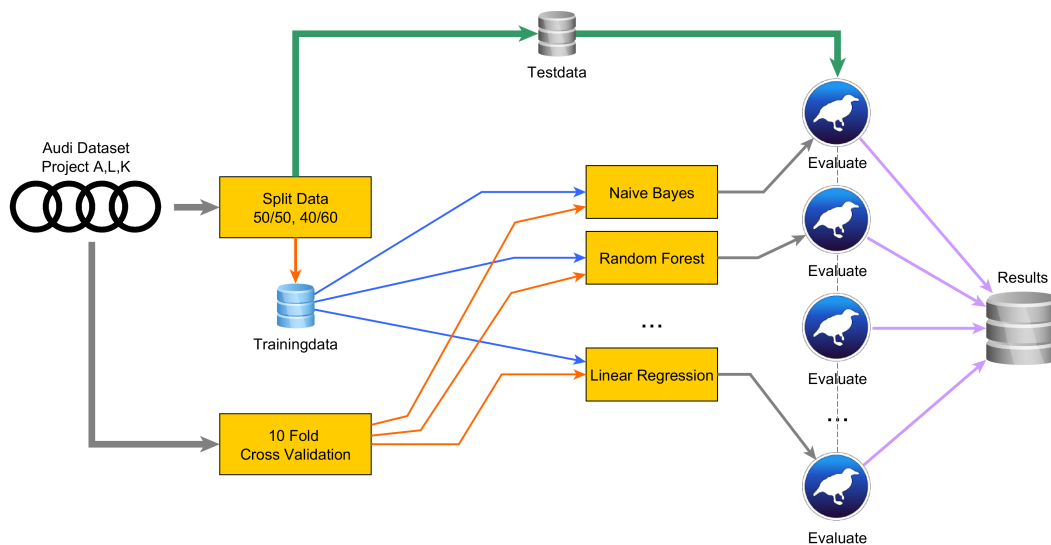 Testdata
Audi Dataset
Project A,L,K
Split Data
50/50, 40/60
Trainingdata
10 Fold
Cross Validation
Naive Bayes
Random Forest
...
Linear Regression
Evaluate
Evaluate
Evaluate
...
Evaluate
Results